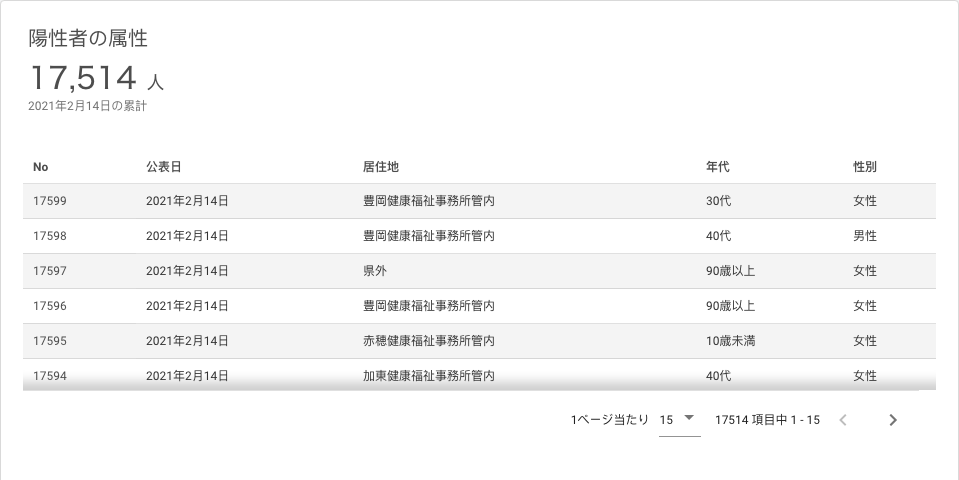 陽性者の属性
17,514 人
2021年2月14日の累計
No 公表日 居住地 年代 性別
17599 2021年2月14日 豊岡健康福祉事務所管内 30代 女性
17598 2021年2月14日 豊岡健康福祉事務所管内 40代 男性
17597 2021年2月14日 県外 90歳以上 女性
17596 2021年2月14日 豊岡健康福祉事務所管内 90歳以上 女性
17595 2021年2月14日 赤穂健康福祉事務所管内 10歳未満 女性
17594 2021年2月14日 加東健康福祉事務所管内 40代 女性
1ページ当たり 15 17514 項目中 1 - 15